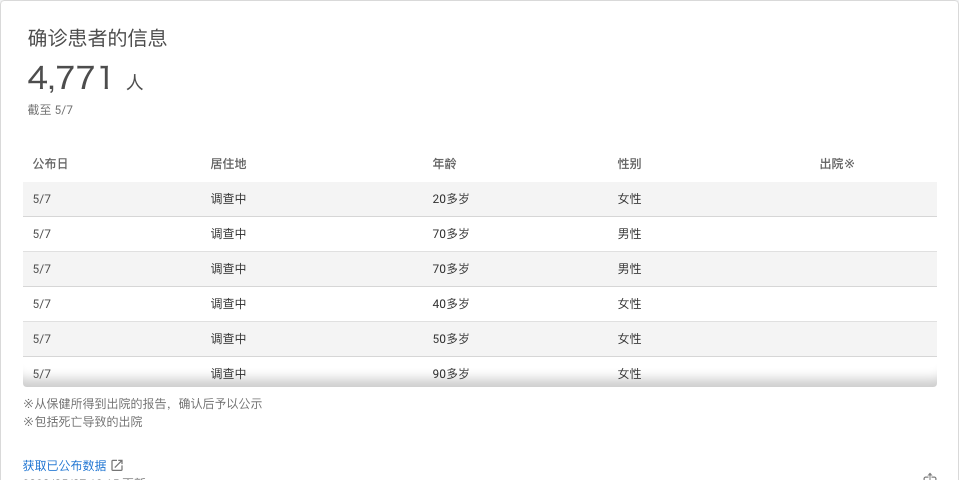 确诊患者的信息
4,771 人
截至 5/7
公布日 居住地 年龄 性别 出院※
5/7 调查中 20多岁 女性
5/7 调查中 70多岁 男性
5/7 调查中 70多岁 男性
5/7 调查中 40多岁 女性
5/7 调查中 50多岁 女性
5/7 调查中 90多岁 女性
※从保健所得到出院的报告，确认后予以公示
※包括死亡导致的出院
获取已公布数据